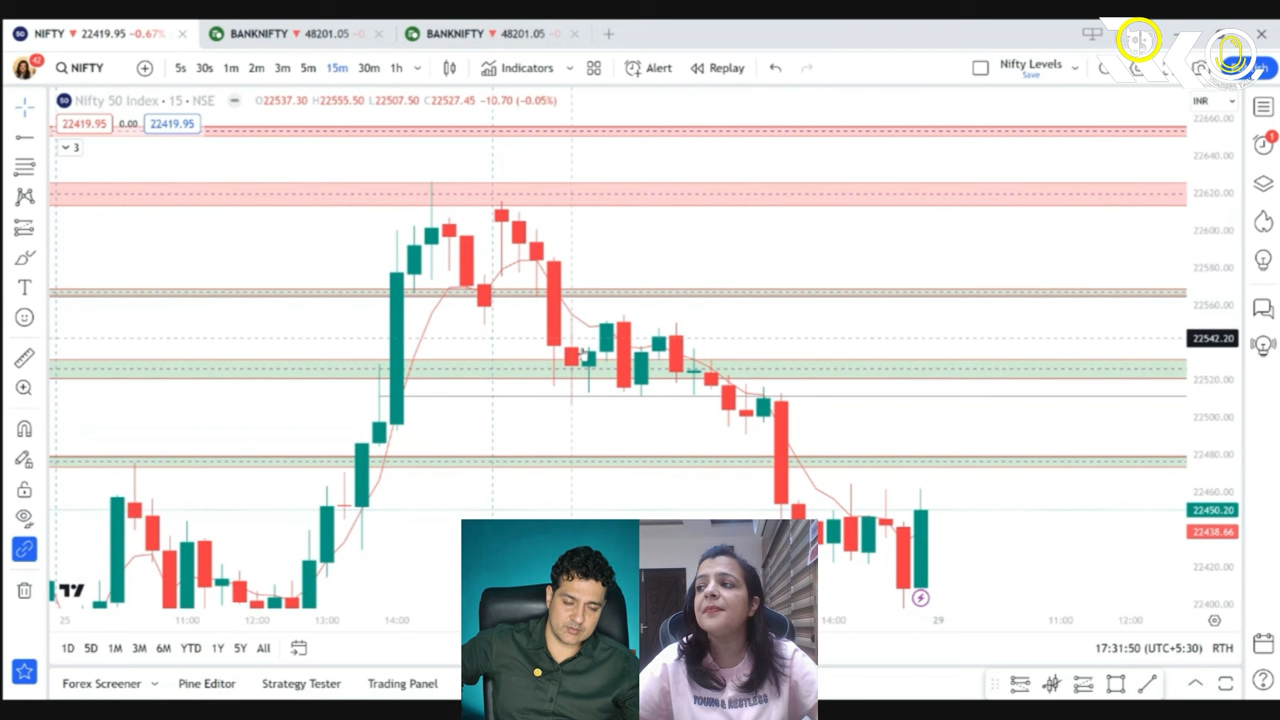 NIFTY ▼ 22419.95 -0.67%
BANKNIFTY ▼ 48201.05
BANKNIFTY ▼ 48201.05
42
NIFTY
5s 30s 1m 2m 3m 5m 15m 30m 1h
Indicators
Alert
Replay
Nifty Levels
Save
Nifty 50 Index · 15 · NSE
O22537.30 H22555.50 L22507.50 C22527.45 -10.70 (-0.05%)
INR
22419.95 0.00 22419.95
3
1
22660.00
22640.00
22620.00
22600.00
22580.00
22560.00
22542.20
22520.00
22500.00
22480.00
22460.00
22450.20
22438.66
22420.00
22400.00
25 11:00 12:00 13:00 14:00 14:00 29 11:00 12:00
1D 5D 1M 3M 6M YTD 1Y 5Y All
17:31:50 (UTC+5:30) RTH
Forex Screener Pine Editor Strategy Tester Trading Panel
YOUNG & RESTLESS